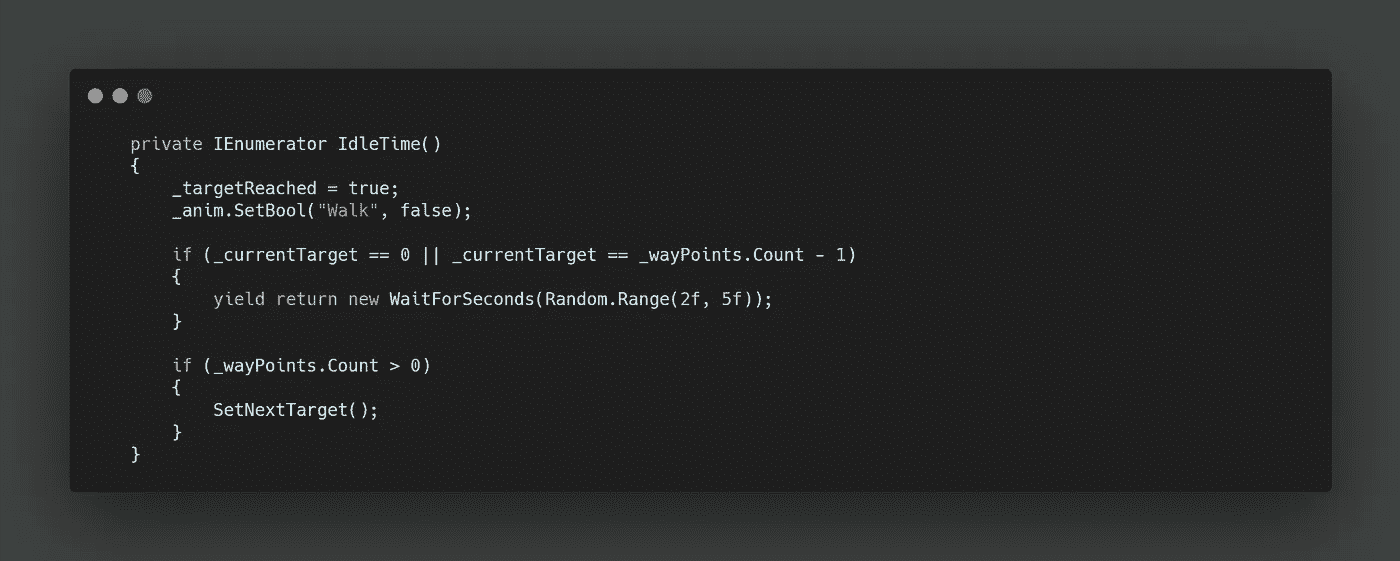 private IEnumerator IdleTime()
{
    _targetReached = true;
    _anim.SetBool("Walk", false);

    if (_currentTarget == 0 || _currentTarget == _wayPoints.Count - 1)
    {
        yield return new WaitForSeconds(Random.Range(2f, 5f));
    }

    if (_wayPoints.Count > 0)
    {
        SetNextTarget();
    }
}